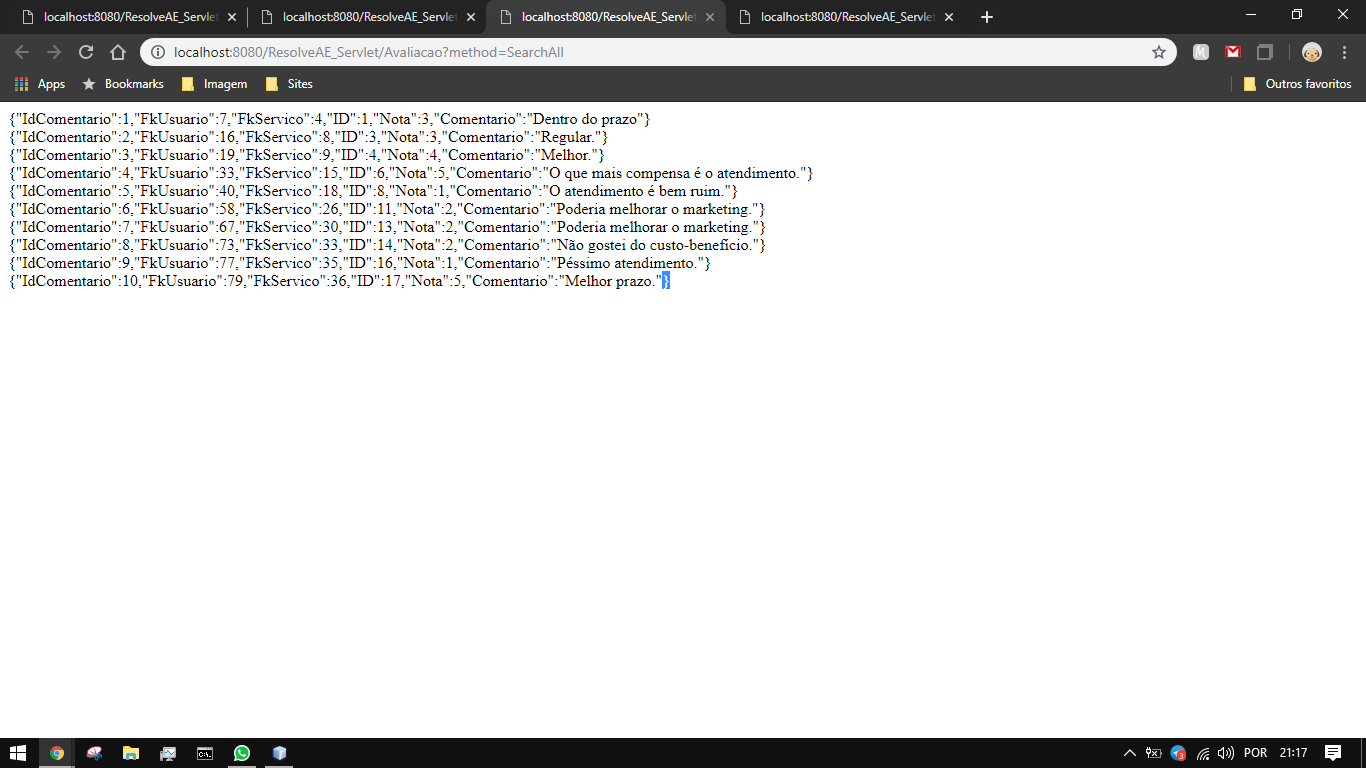 localhost:8080/ResolveAE_Servlet
localhost:8080/ResolveAE_Servlet
localhost:8080/ResolveAE_Servlet
localhost:8080/ResolveAE_Servlet
localhost:8080/ResolveAE_Servlet/Avaliacao?method=SearchAll
Apps Bookmarks Imagem Sites Outros favoritos
{"IdComentario":1,"FkUsuario":7,"FkServico":4,"ID":1,"Nota":3,"Comentario":"Dentro do prazo"}
{"IdComentario":2,"FkUsuario":16,"FkServico":8,"ID":3,"Nota":3,"Comentario":"Regular."}
{"IdComentario":3,"FkUsuario":19,"FkServico":9,"ID":4,"Nota":4,"Comentario":"Melhor."}
{"IdComentario":4,"FkUsuario":33,"FkServico":15,"ID":6,"Nota":5,"Comentario":"O que mais compensa é o atendimento."}
{"IdComentario":5,"FkUsuario":40,"FkServico":18,"ID":8,"Nota":1,"Comentario":"O atendimento é bem ruim."}
{"IdComentario":6,"FkUsuario":58,"FkServico":26,"ID":11,"Nota":2,"Comentario":"Poderia melhorar o marketing."}
{"IdComentario":7,"FkUsuario":67,"FkServico":30,"ID":13,"Nota":2,"Comentario":"Poderia melhorar o marketing."}
{"IdComentario":8,"FkUsuario":73,"FkServico":33,"ID":14,"Nota":2,"Comentario":"Não gostei do custo-benefício."}
{"IdComentario":9,"FkUsuario":77,"FkServico":35,"ID":16,"Nota":1,"Comentario":"Péssimo atendimento."}
{"IdComentario":10,"FkUsuario":79,"FkServico":36,"ID":17,"Nota":5,"Comentario":"Melhor prazo."}
POR 21:17